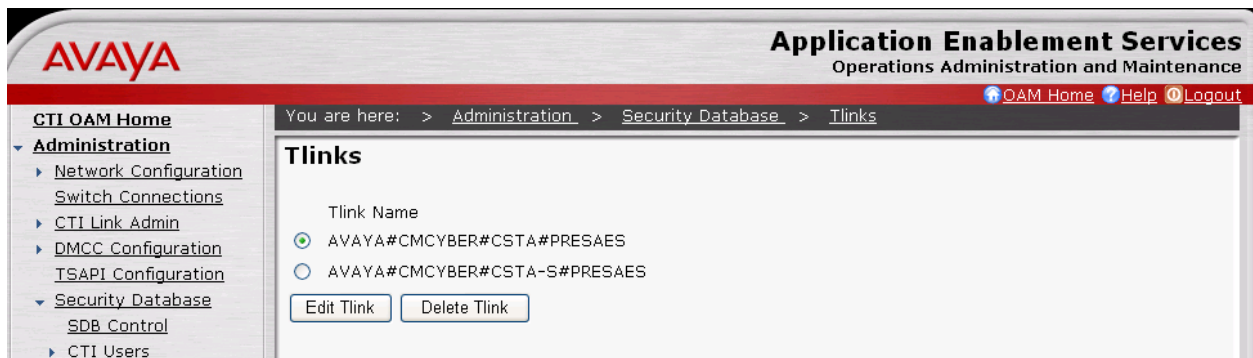 AVAYA
Application Enablement Services
Operations Administration and Maintenance
OAM Home ?Help Logout
CTI OAM Home
Administration
Network Configuration
Switch Connections
CTI Link Admin
DMCC Configuration
TSAPI Configuration
Security Database
SDB Control
CTI Users
You are here: > Administration > Security Database > Tlinks
Tlinks
Tlink Name
AVAYA#CMCYBER#CSTA#PRESAES
AVAYA#CMCYBER#CSTA-S#PRESAES
Edit Tlink Delete Tlink